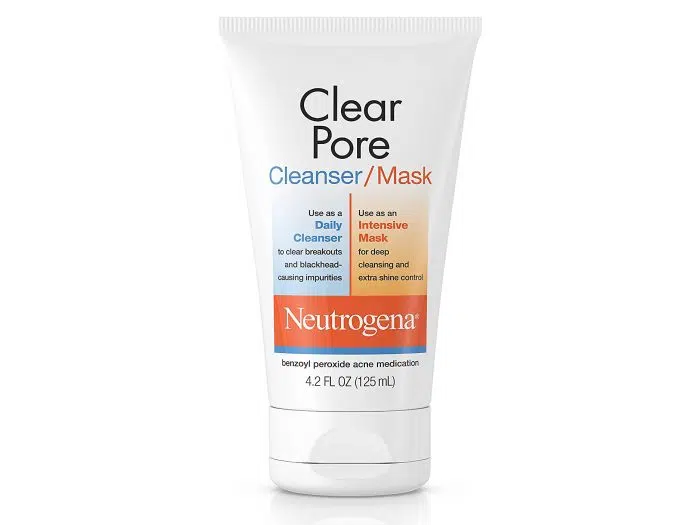 Clear
Pore
Cleanser/Mask
Use as a
Daily
Cleanser
to clear breakouts
and blackhead-
causing impurities
Use as an
Intensive
Mask
for deep
cleansing and
extra shine control
Neutrogena®
benzoyl peroxide acne medication
4.2 FL OZ (125 mL)